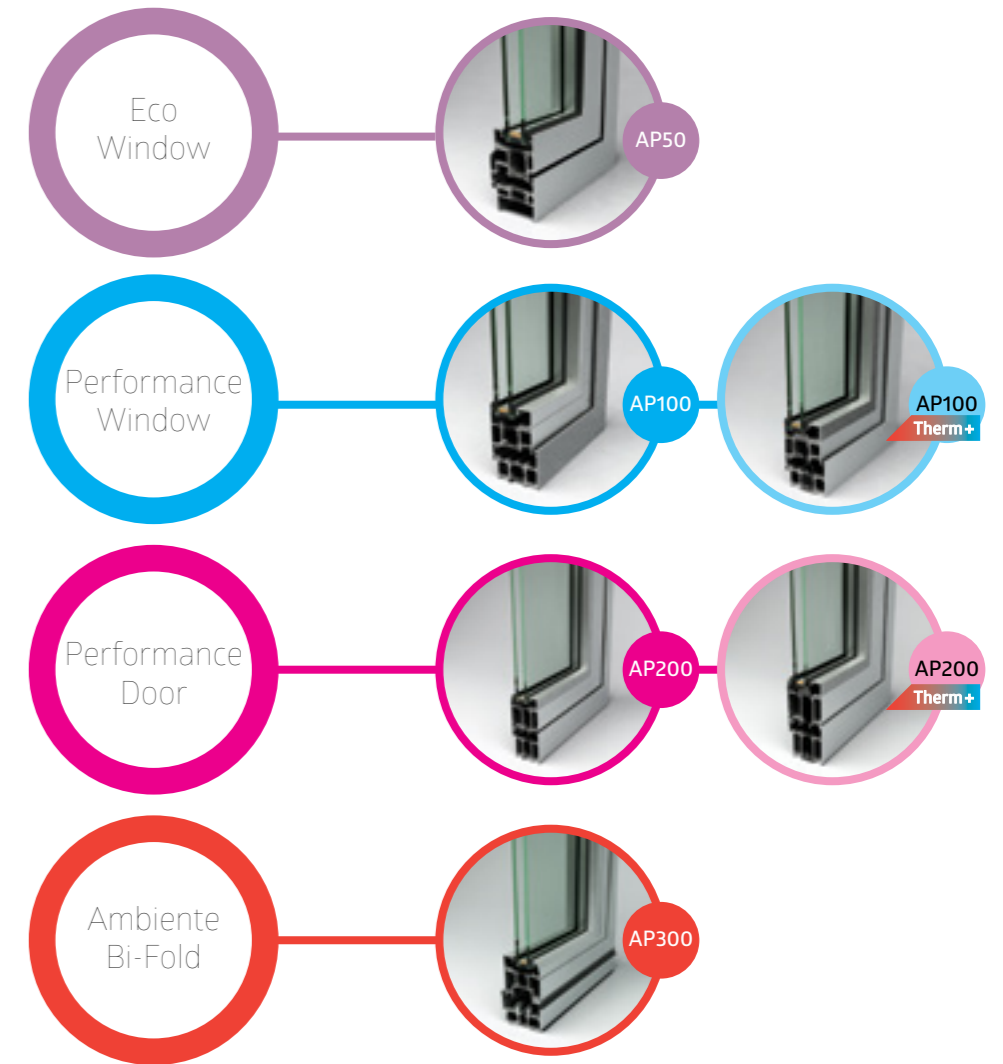 Eco
Window
AP50
Performance
Window
AP100
AP100
Therm+
Performance
Door
AP200
AP200
Therm+
Ambiente
Bi-Fold
AP300